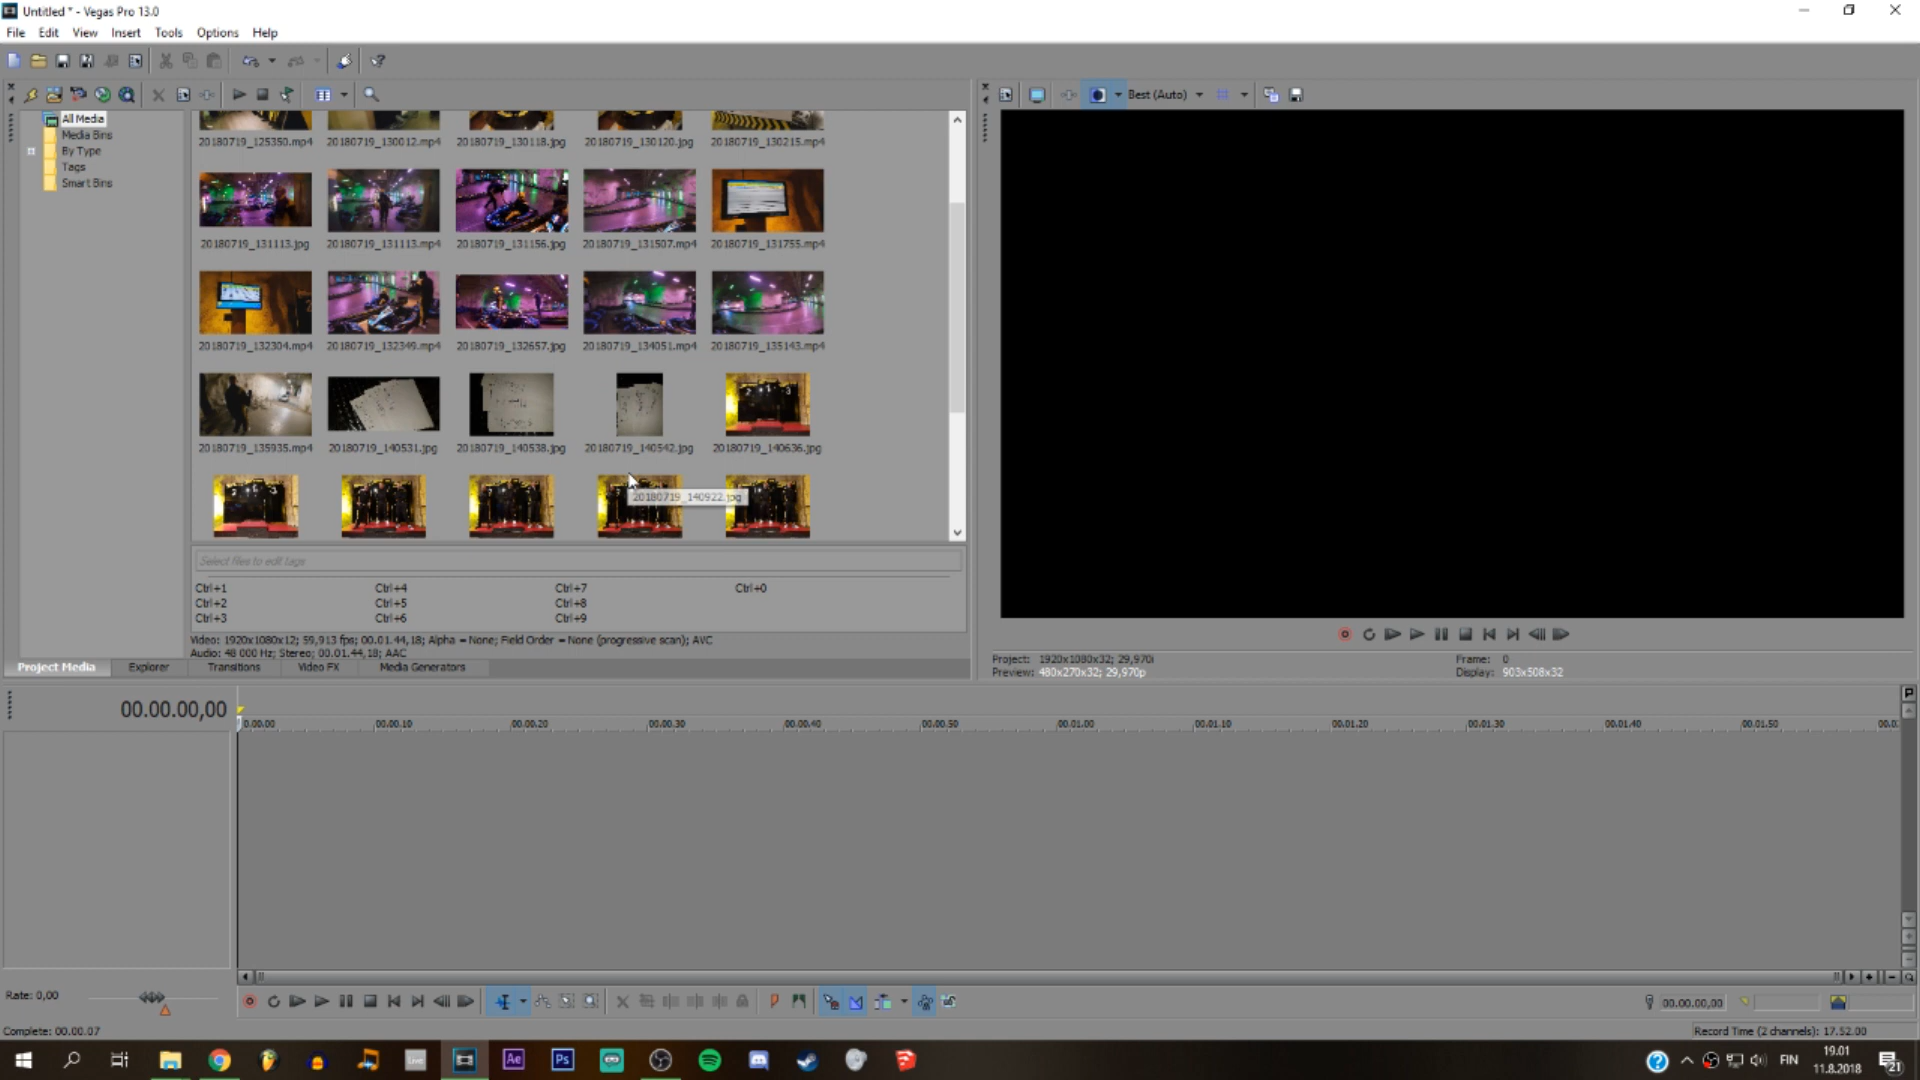 Untitled * - Vegas Pro 13.0
File Edit View Insert Tools Options Help
Best (Auto)
All Media
Media Bins
By Type
Tags
Smart Bins
20180719_125350.mp4 20180719_130012.mp4 20180719_130118.jpg 20180719_130120.jpg 20180719_130215.mp4
20180719_131113.jpg 20180719_131113.mp4 20180719_131156.jpg 20180719_131507.mp4 20180719_131755.mp4
20180719_132304.mp4 20180719_132349.mp4 20180719_132657.jpg 20180719_134051.mp4 20180719_135143.mp4
20180719_135935.mp4 20180719_140531.jpg 20180719_140538.jpg 20180719_140542.jpg 20180719_140636.jpg
20180719_140922.jpg
Select files to edit tags
Ctrl+1 Ctrl+4 Ctrl+7 Ctrl+0
Ctrl+2 Ctrl+5 Ctrl+8
Ctrl+3 Ctrl+6 Ctrl+9
Video: 1920x1080x12; 59,913 fps; 00.01.44,18; Alpha = None; Field Order = None (progressive scan); AVC
Audio: 48 000 Hz; Stereo; 00.01.44,18; AAC
Project Media Explorer Transitions Video FX Media Generators
Project: 1920x1080x32; 29,970i Frame: 0
Preview: 480x270x32; 29,970p Display: 903x508x32
00.00.00,00
0.00.00 00.00.10 00.00.20 00.00.30 00.00.40 00.00.50 00.01.00 00.01.10 00.01.20 00.01.30 00.01.40 00.01.50
Rate: 0,00
00.00.00,00
Complete: 00.00.07
Record Time (2 channels): 17.52.00
Live
Ae
Ps
FIN
19.01
11.8.2018
21